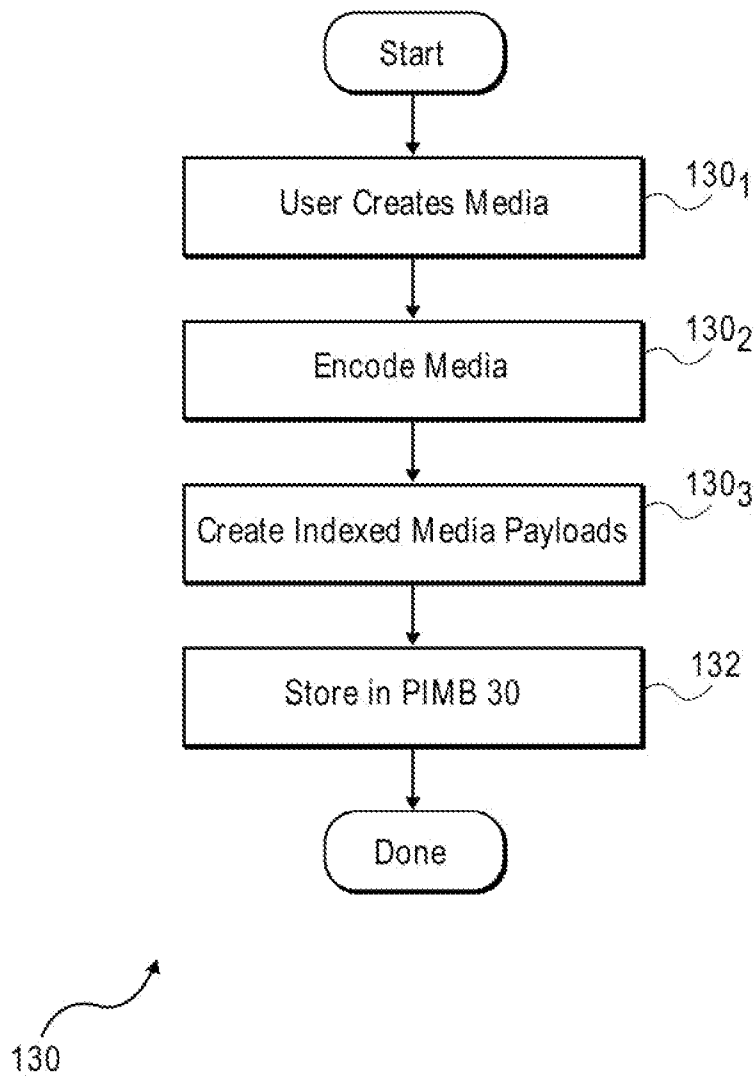 Start
User Creates Media
130₁
Encode Media
130₂
Create Indexed Media Payloads
130₃
Store in PIMB 30
132
Done
130